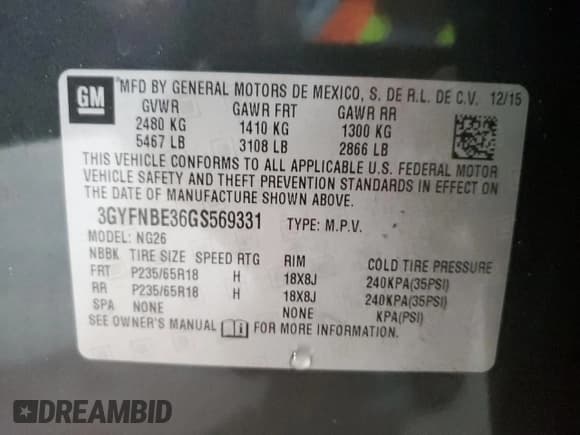 GM
®MFD BY GENERAL MOTORS DE MEXICO, S. DE R.L. DE C.V. 12/15
GVWR GAWR FRT GAWR RR
2480 KG 1410 KG 1300 KG
5467 LB 3108 LB 2866 LB
THIS VEHICLE CONFORMS TO ALL APPLICABLE U.S. FEDERAL MOTOR
VEHICLE SAFETY AND THEFT PREVENTION STANDARDS IN EFFECT ON
THE DATE OF MANUFACTURE SHOWN ABOVE.
3GYFNBE36GS569331 TYPE: M.P.V.
MODEL: NG26
NBBK TIRE SIZE SPEED RTG RIM COLD TIRE PRESSURE
FRT P235/65R18 H 18X8J 240KPA(35PSI)
RR P235/65R18 H 18X8J 240KPA(35PSI)
SPA NONE NONE KPA(PSI)
SEE OWNER'S MANUAL FOR MORE INFORMATION.
DREAMBID